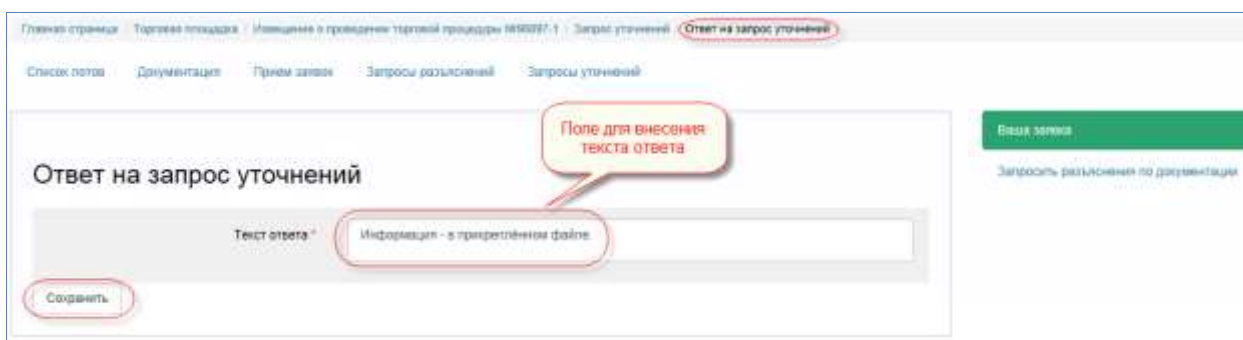 Главная страница / Торговая площадка / Извещение о проведении торговой процедуры / Запрос уточнений / Ответ на запрос уточнений
Список лотов Документация Прием заявок Запросы разъяснений Запросы уточнений
Поле для внесения
текста ответа
Ваша заявка
Запросить разъяснения по документации
Ответ на запрос уточнений
Текст ответа *
Информация - в прикреплённом файле.
Сохранить